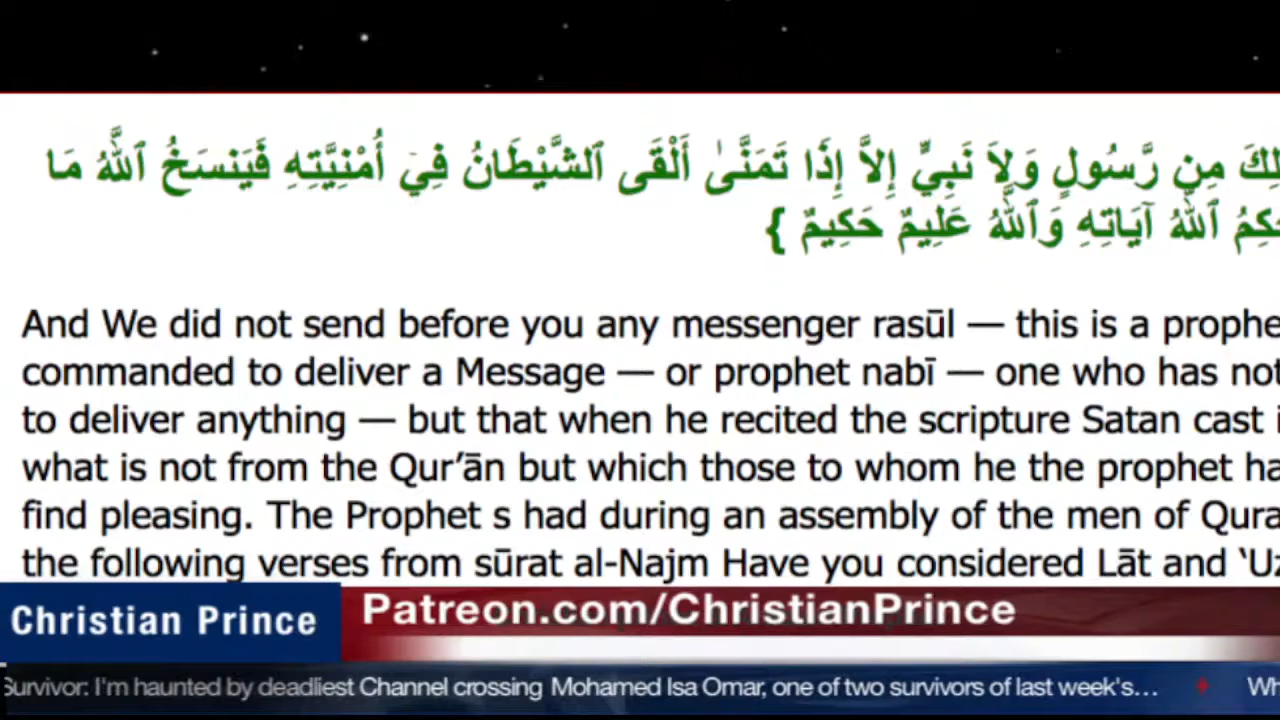 مِن رَّسُولٍ وَلاَ نَبِيٍّ إِلاَّ إِذَا تَمَنَّىٰ أَلْقَى ٱلشَّيْطَانُ فِيۤ أُمْنِيَّتِهِ فَيَنسَخُ ٱللَّهُ مَا
ٱللَّهُ آيَاتِهِ وَٱللَّهُ عَلِيمٌ حَكِيمٌ }
And We did not send before you any messenger rasūl — this is a prophe
commanded to deliver a Message — or prophet nabī — one who has not
to deliver anything — but that when he recited the scripture Satan cast
what is not from the Qur’ān but which those to whom he the prophet ha
find pleasing. The Prophet s had during an assembly of the men of Qura
the following verses from sūrat al-Najm Have you considered Lāt and ‘Uz
Christian Prince
Patreon.com/ChristianPrince
Survivor: I'm haunted by deadliest Channel crossing Mohamed Isa Omar, one of two survivors of last week's... Wh